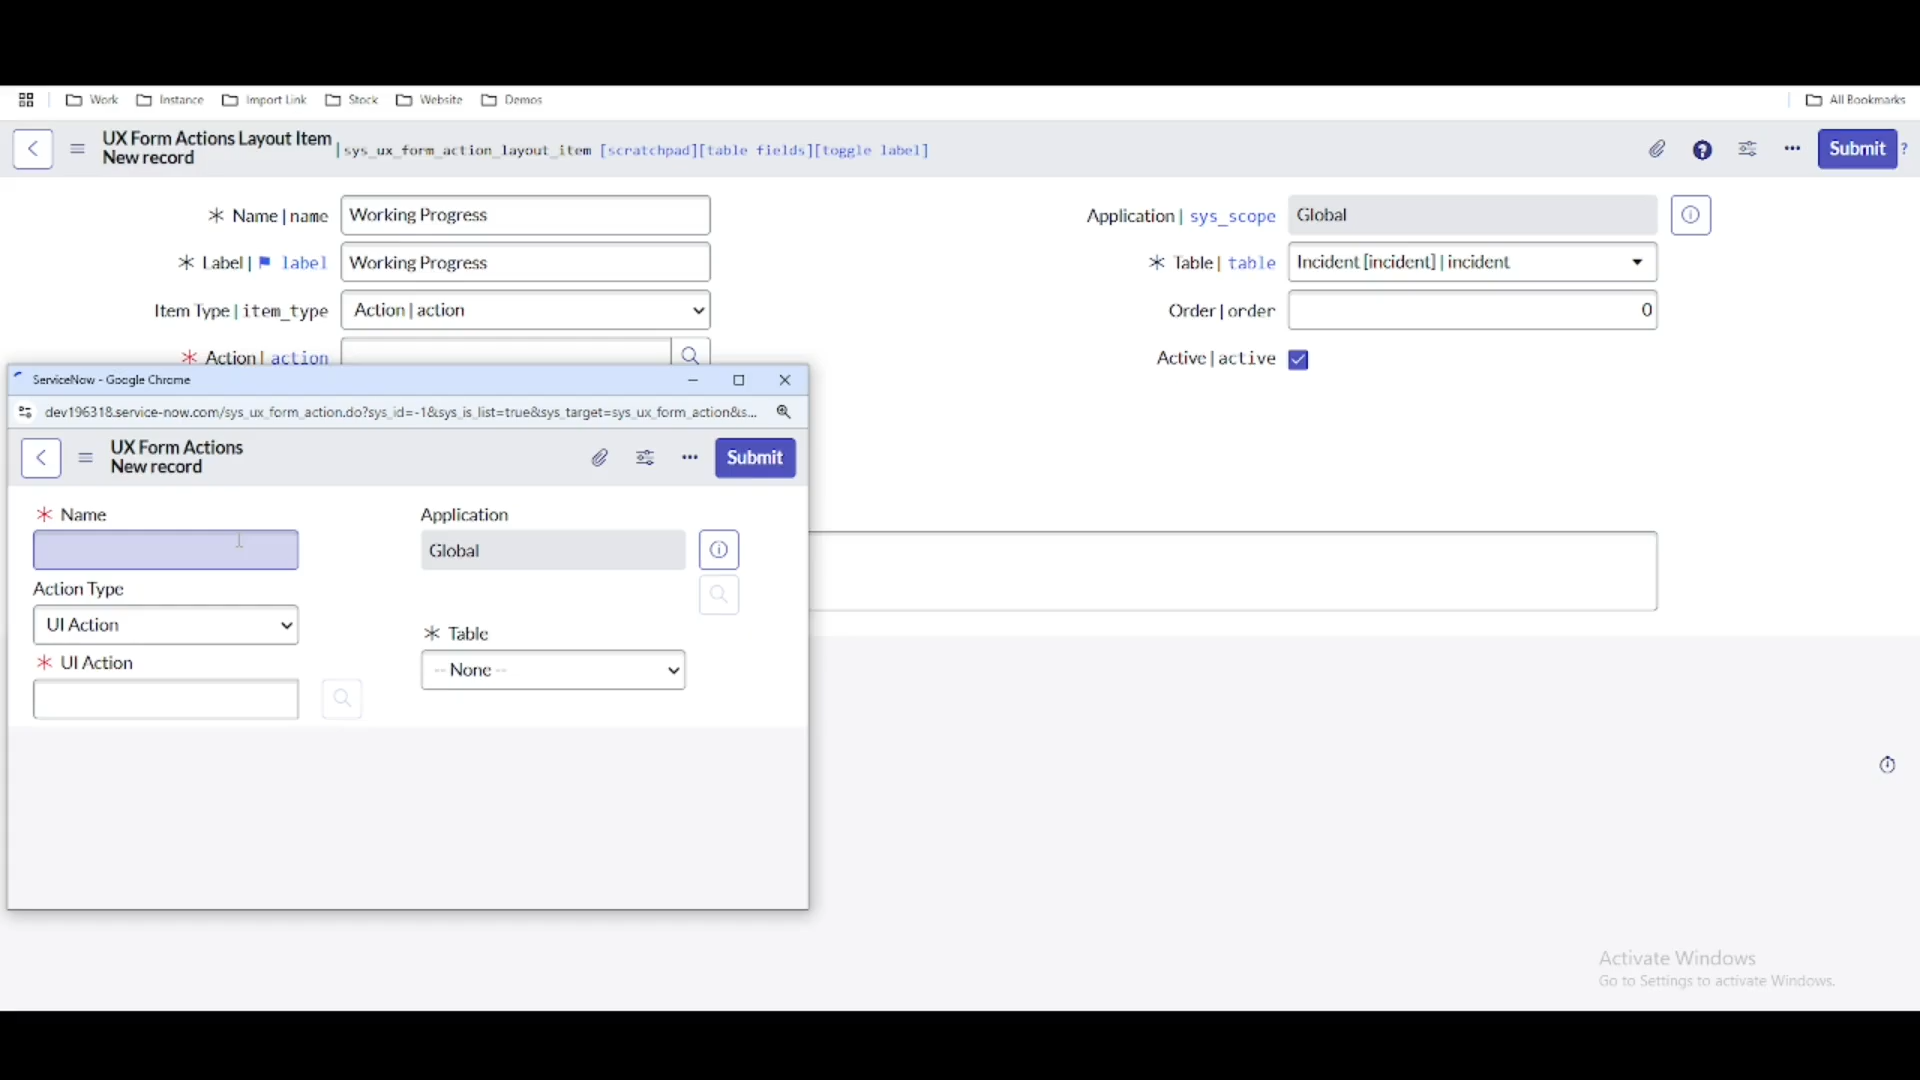 Work Instance Import Link Stock Website Demos All Bookmarks
UX Form Actions Layout Item
New record
|sys_ux_form_action_layout_item [scratchpad][table fields][toggle label]
Submit ?
* Name | name Working Progress
Application | sys_scope Global
* Label | label Working Progress
* Table | table Incident [incident] | incident
Item Type | item_type Action | action
Order | order 0
* Action | action
Active | active
ServiceNow - Google Chrome
dev196318.service-now.com/sys_ux_form_action.do?sys_id=-1&sys_is_list=true&sys_target=sys_ux_form_action&s...
UX Form Actions
New record
Submit
* Name
Application
Global
Action Type
UI Action
* Table
-- None --
* UI Action
Activate Windows
Go to Settings to activate Windows.